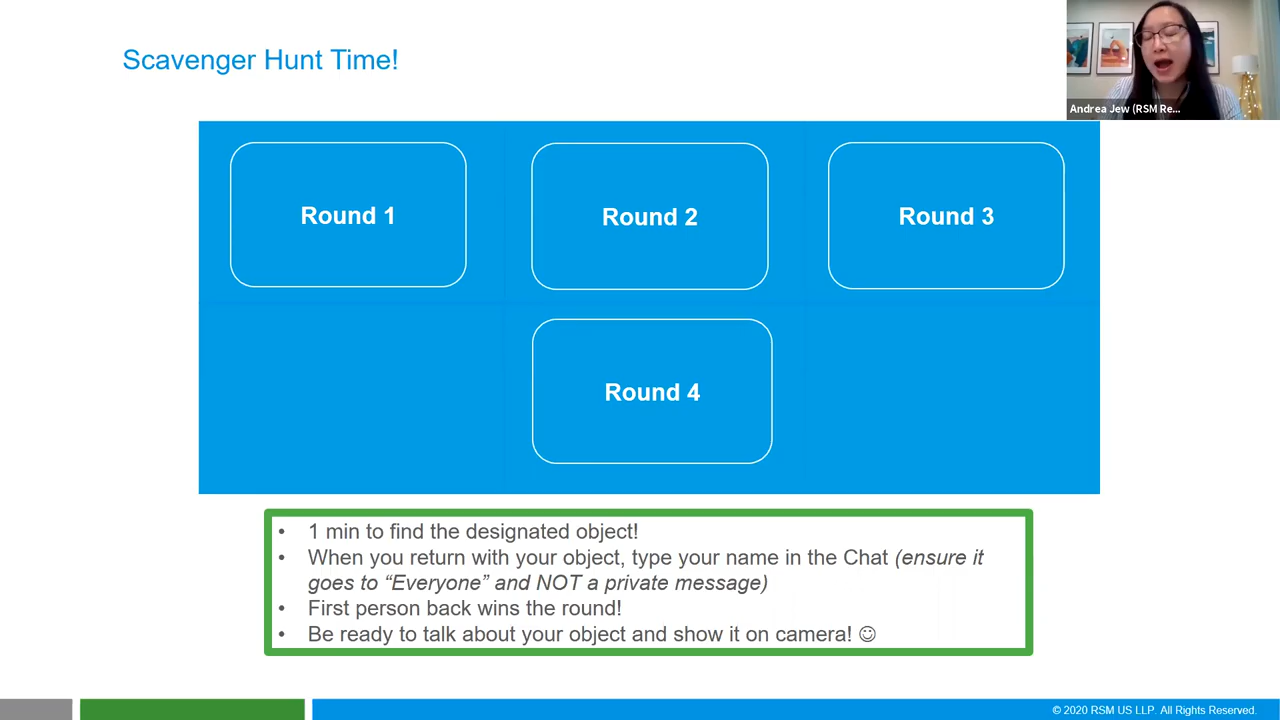 Scavenger Hunt Time!
Andrea Jew (RSM Re...
Round 1
Round 2
Round 3
Round 4
• 1 min to find the designated object!
• When you return with your object, type your name in the Chat (ensure it
goes to “Everyone” and NOT a private message)
• First person back wins the round!
• Be ready to talk about your object and show it on camera! ☺
© 2020 RSM US LLP. All Rights Reserved.